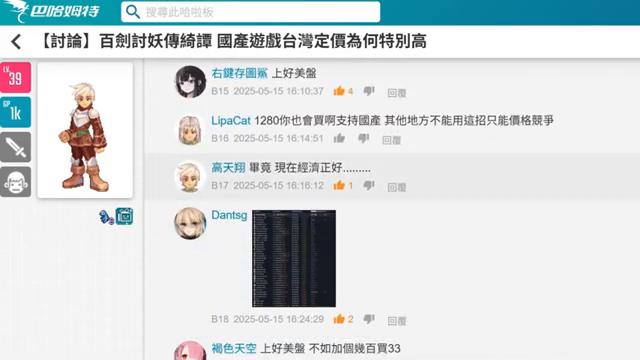 巴哈姆特
搜尋此哈啦板
【討論】百劍討妖傳綺譚 國產遊戲台灣定價為何特別高
LV.
39
GP
1k
右鍵存圖鯊 上好美盤
B15 2025-05-15 16:10:37 4 回覆
LipaCat 1280你也會買啊支持國產 其他地方不能用這招只能價格競爭
B16 2025-05-15 16:14:51 回覆
高天翔 畢竟 現在經濟正好.........
B17 2025-05-15 16:16:12 1 回覆
Dantsg
B18 2025-05-15 16:24:29 2 回覆
褐色天空 上好美盤 不如加個幾百買33